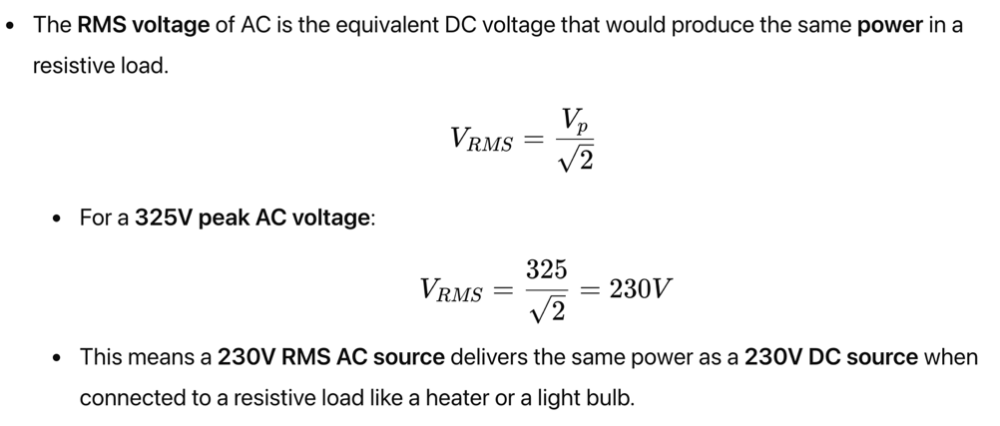 • The RMS voltage of AC is the equivalent DC voltage that would produce the same power in a
resistive load.
V_{RMS} = \frac{V_p}{\sqrt{2}}
• For a 325V peak AC voltage:
V_{RMS} = \frac{325}{\sqrt{2}} = 230V
• This means a 230V RMS AC source delivers the same power as a 230V DC source when
connected to a resistive load like a heater or a light bulb.